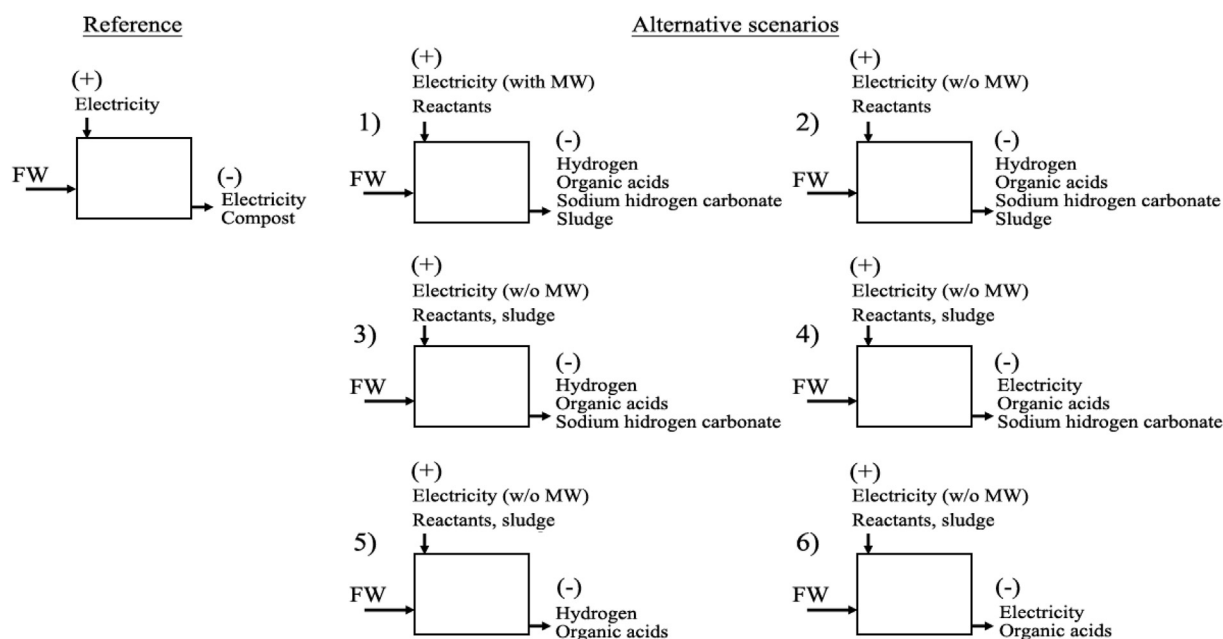 Reference
Alternative scenarios
(+)
Electricity
FW
(-)
Electricity
Compost
1)
(+)
Electricity (with MW)
Reactants
FW
(-)
Hydrogen
Organic acids
Sodium hidrogen carbonate
Sludge
2)
(+)
Electricity (w/o MW)
Reactants
FW
(-)
Hydrogen
Organic acids
Sodium hidrogen carbonate
Sludge
3)
(+)
Electricity (w/o MW)
Reactants, sludge
FW
(-)
Hydrogen
Organic acids
Sodium hidrogen carbonate
4)
(+)
Electricity (w/o MW)
Reactants, sludge
FW
(-)
Electricity
Organic acids
Sodium hidrogen carbonate
5)
(+)
Electricity (w/o MW)
Reactants, sludge
FW
(-)
Hydrogen
Organic acids
6)
(+)
Electricity (w/o MW)
Reactants, sludge
FW
(-)
Electricity
Organic acids